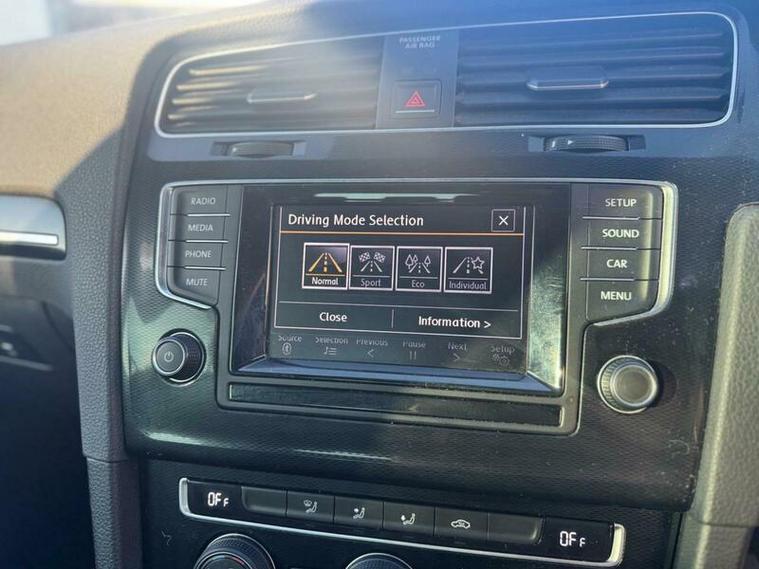 PASSENGER
AIR BAG
RADIO
MEDIA
PHONE
MUTE
Driving Mode Selection
Normal Sport Eco Individual
Close Information >
Source Selection Previous Pause Next Setup
SETUP
SOUND
CAR
MENU
OFF
OFF